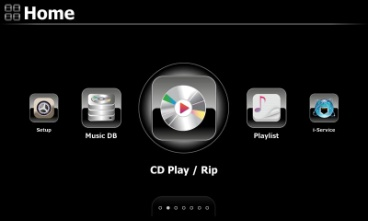 Home
Setup
Music DB
CD Play / Rip
Playlist
i-Service